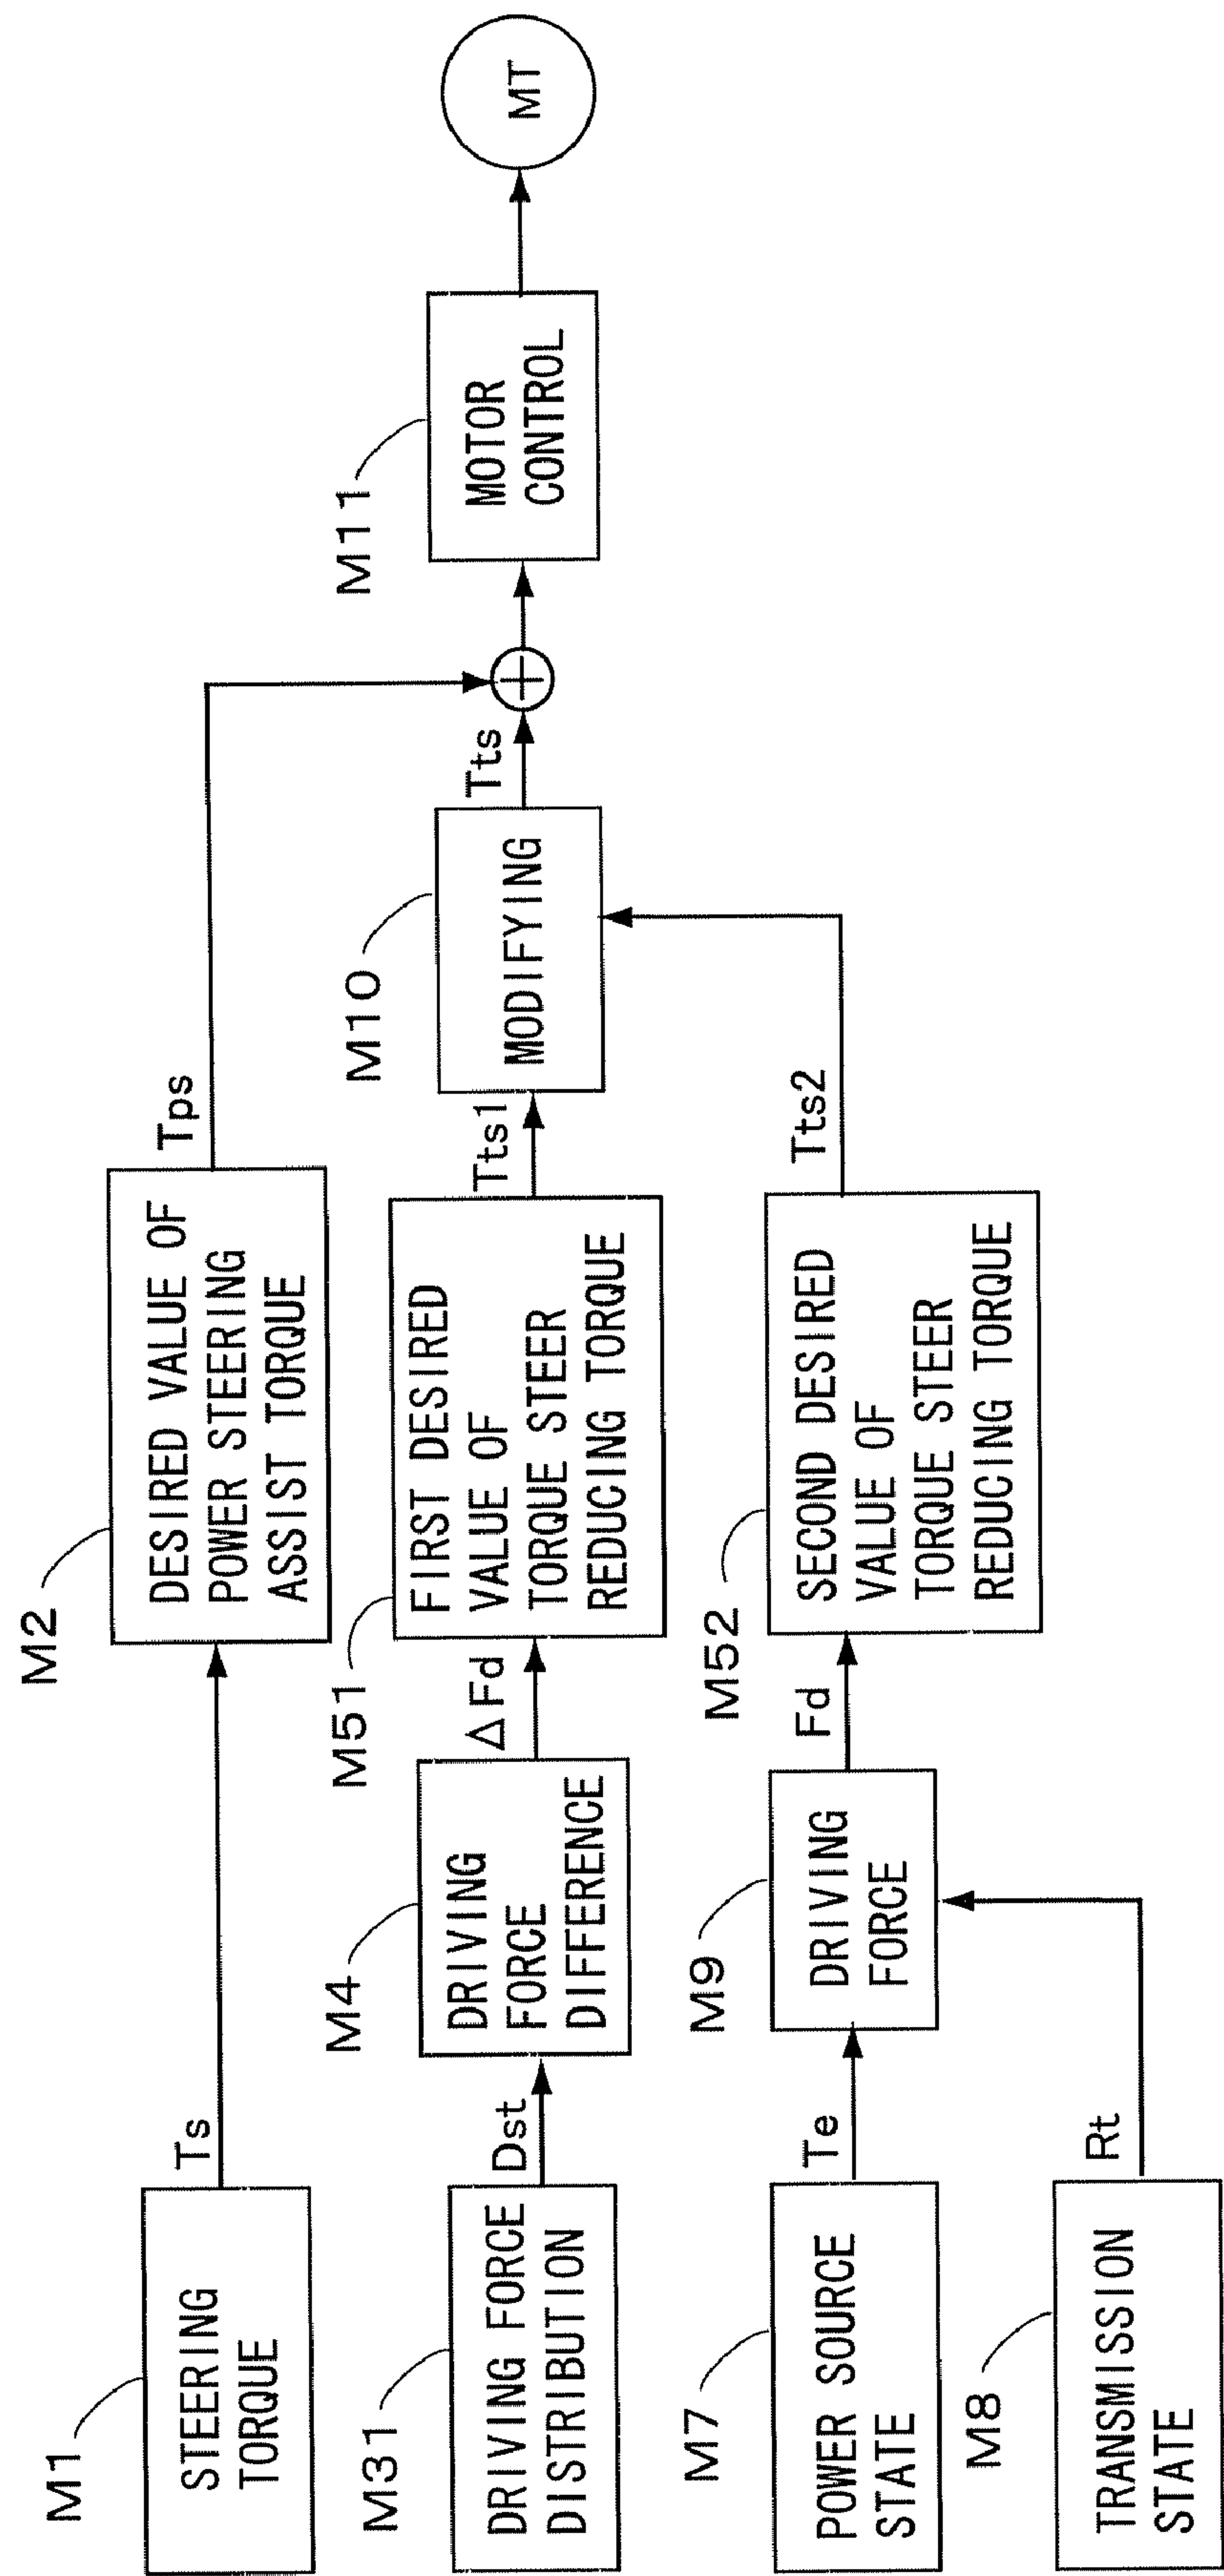 M1
STEERING
TORQUE
Ts
M2
DESIRED VALUE OF
POWER STEERING
ASSIST TORQUE
Tps
M31
DRIVING FORCE
DISTRIBUTION
Dst
M4
DRIVING
FORCE
DIFFERENCE
ΔFd
M51
FIRST DESIRED
VALUE OF
TORQUE STEER
REDUCING TORQUE
Tts1
M10
MODIFYING
Tts
M11
MOTOR
CONTROL
MT
M7
POWER SOURCE
STATE
Te
M9
DRIVING
FORCE
Fd
M52
SECOND DESIRED
VALUE OF
TORQUE STEER
REDUCING TORQUE
Tts2
M8
TRANSMISSION
STATE
Rt